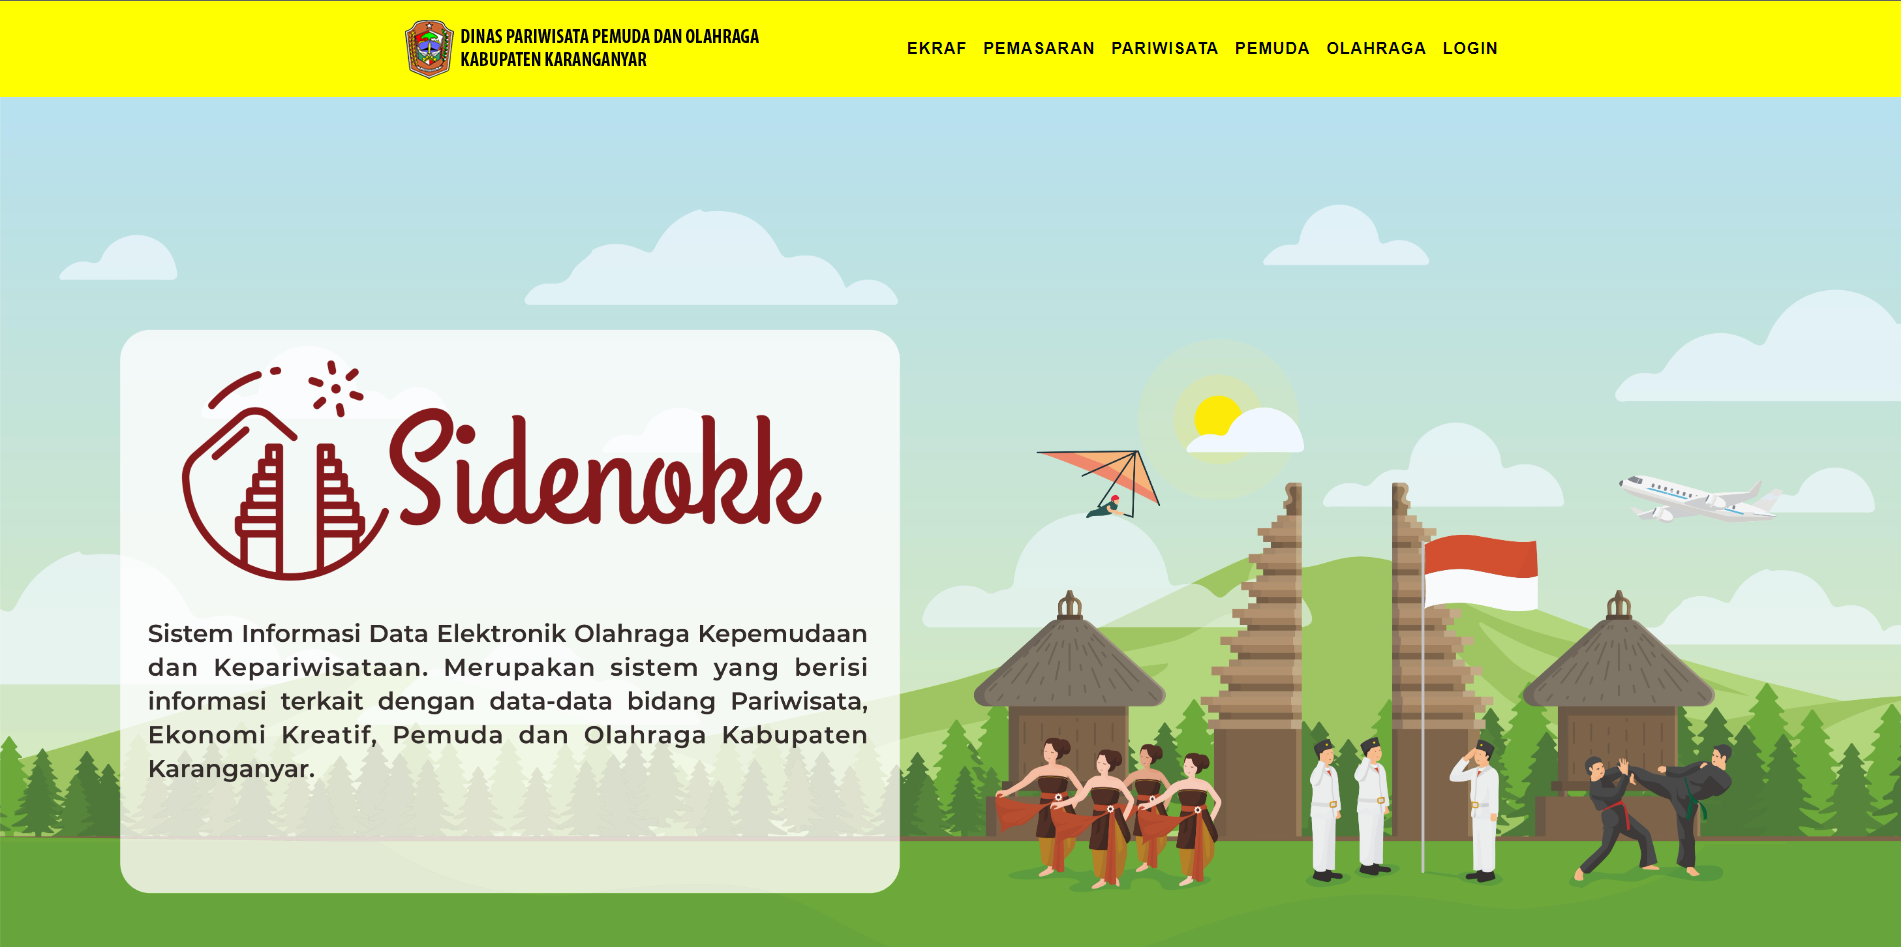 DINAS PARIWISATA PEMUDA DAN OLAHRAGA
KABUPATEN KARANGANYAR
EKRAF PEMASARAN PARIWISATA PEMUDA OLAHRAGA LOGIN
Sidenokk
Sistem Informasi Data Elektronik Olahraga Kepemudaan
dan Kepariwisataan. Merupakan sistem yang berisi
informasi terkait dengan data-data bidang Pariwisata,
Ekonomi Kreatif, Pemuda dan Olahraga Kabupaten
Karanganyar.